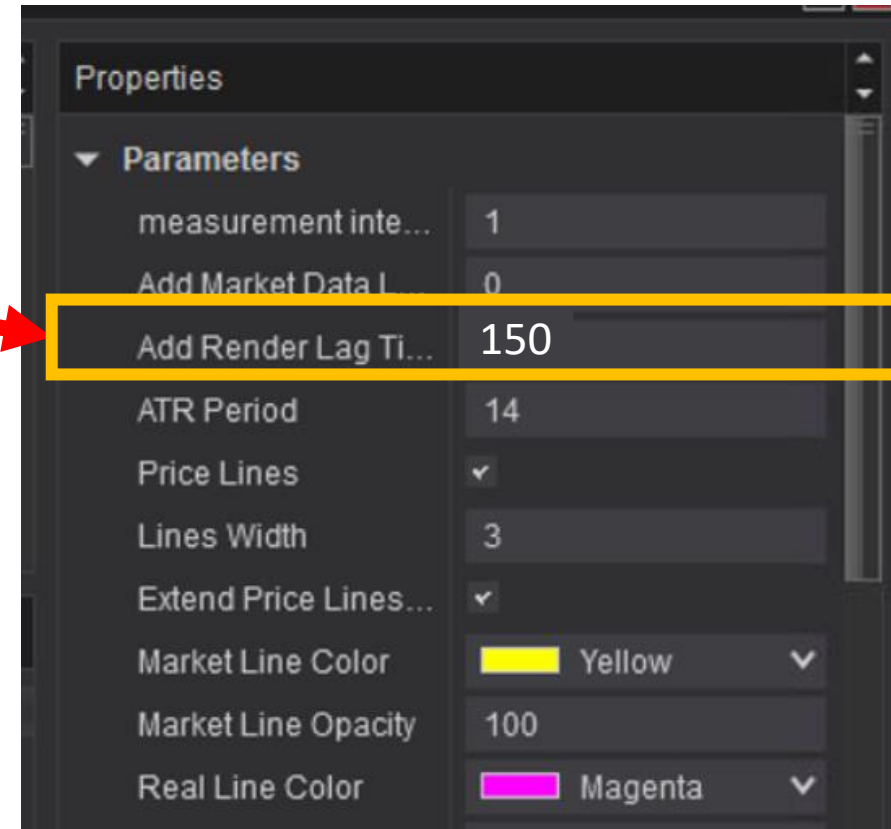 Properties
Parameters
measurement inte... 1
Add Market Data L... 0
Add Render Lag Ti... 150
ATR Period 14
Price Lines
Lines Width 3
Extend Price Lines...
Market Line Color Yellow
Market Line Opacity 100
Real Line Color Magenta